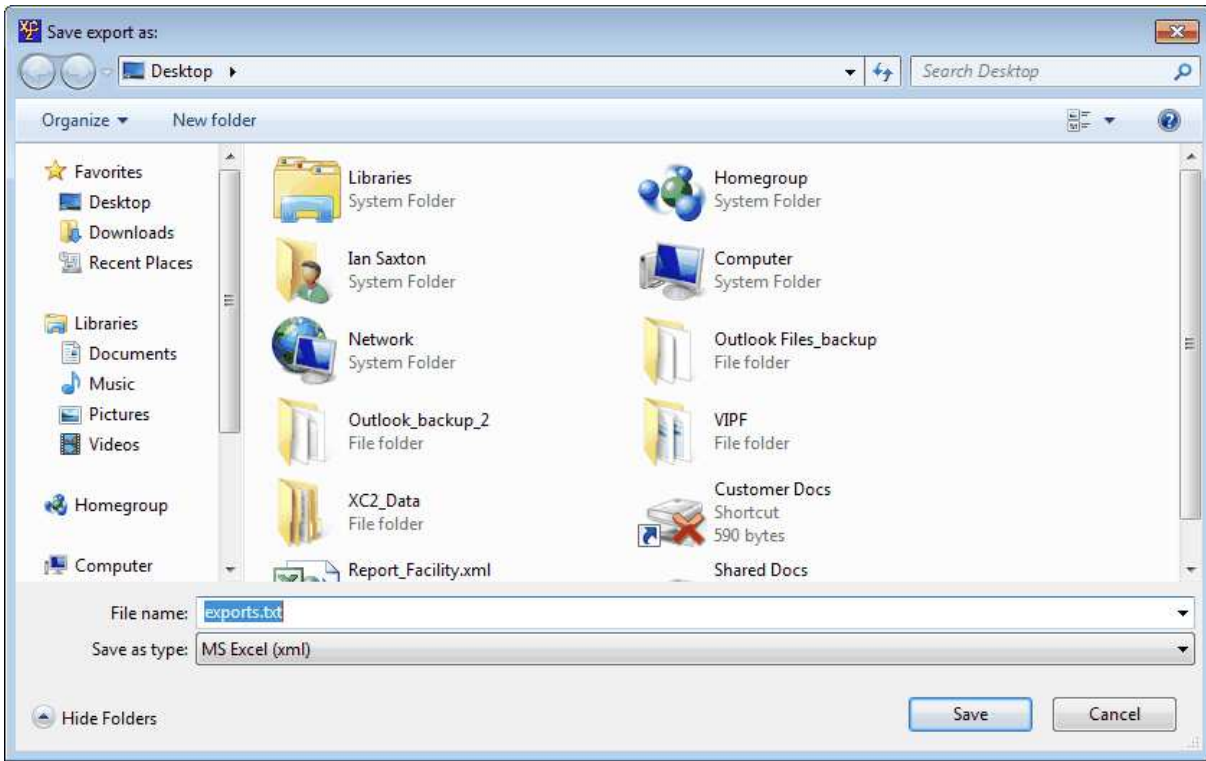 Save export as:
Desktop
Search Desktop
Organize
New folder
Favorites
Desktop
Downloads
Recent Places
Libraries
Documents
Music
Pictures
Videos
Homegroup
Computer
Libraries
System Folder
Homegroup
System Folder
Ian Saxton
System Folder
Computer
System Folder
Network
System Folder
Outlook Files_backup
File folder
Outlook_backup_2
File folder
VIPF
File folder
XC2_Data
File folder
Customer Docs
Shortcut
590 bytes
Report_Facility.xml
Shared Docs
File name: exports.txt
Save as type: MS Excel (xml)
Hide Folders
Save
Cancel